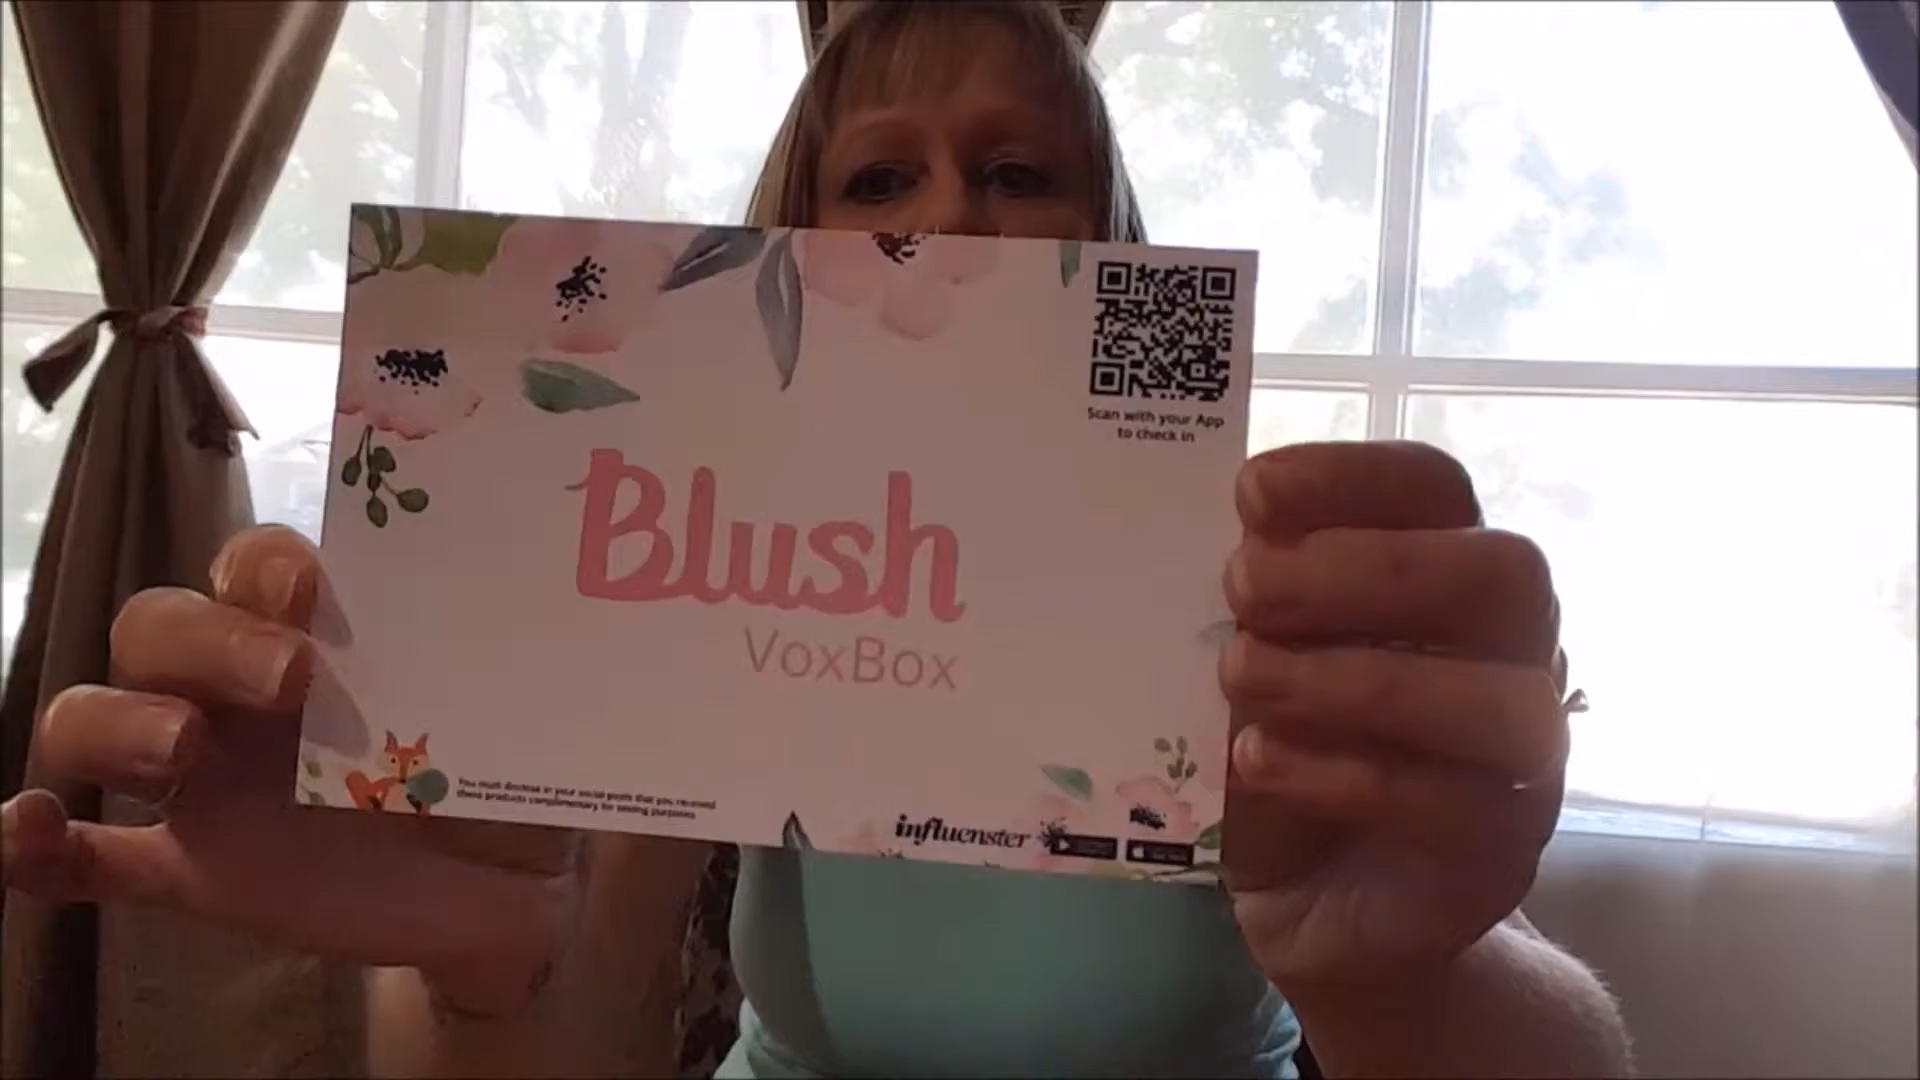 Scan with your App
to check in
Blush
VoxBox
You must disclose in your social posts that you received
these products complimentary for testing purposes
influenster